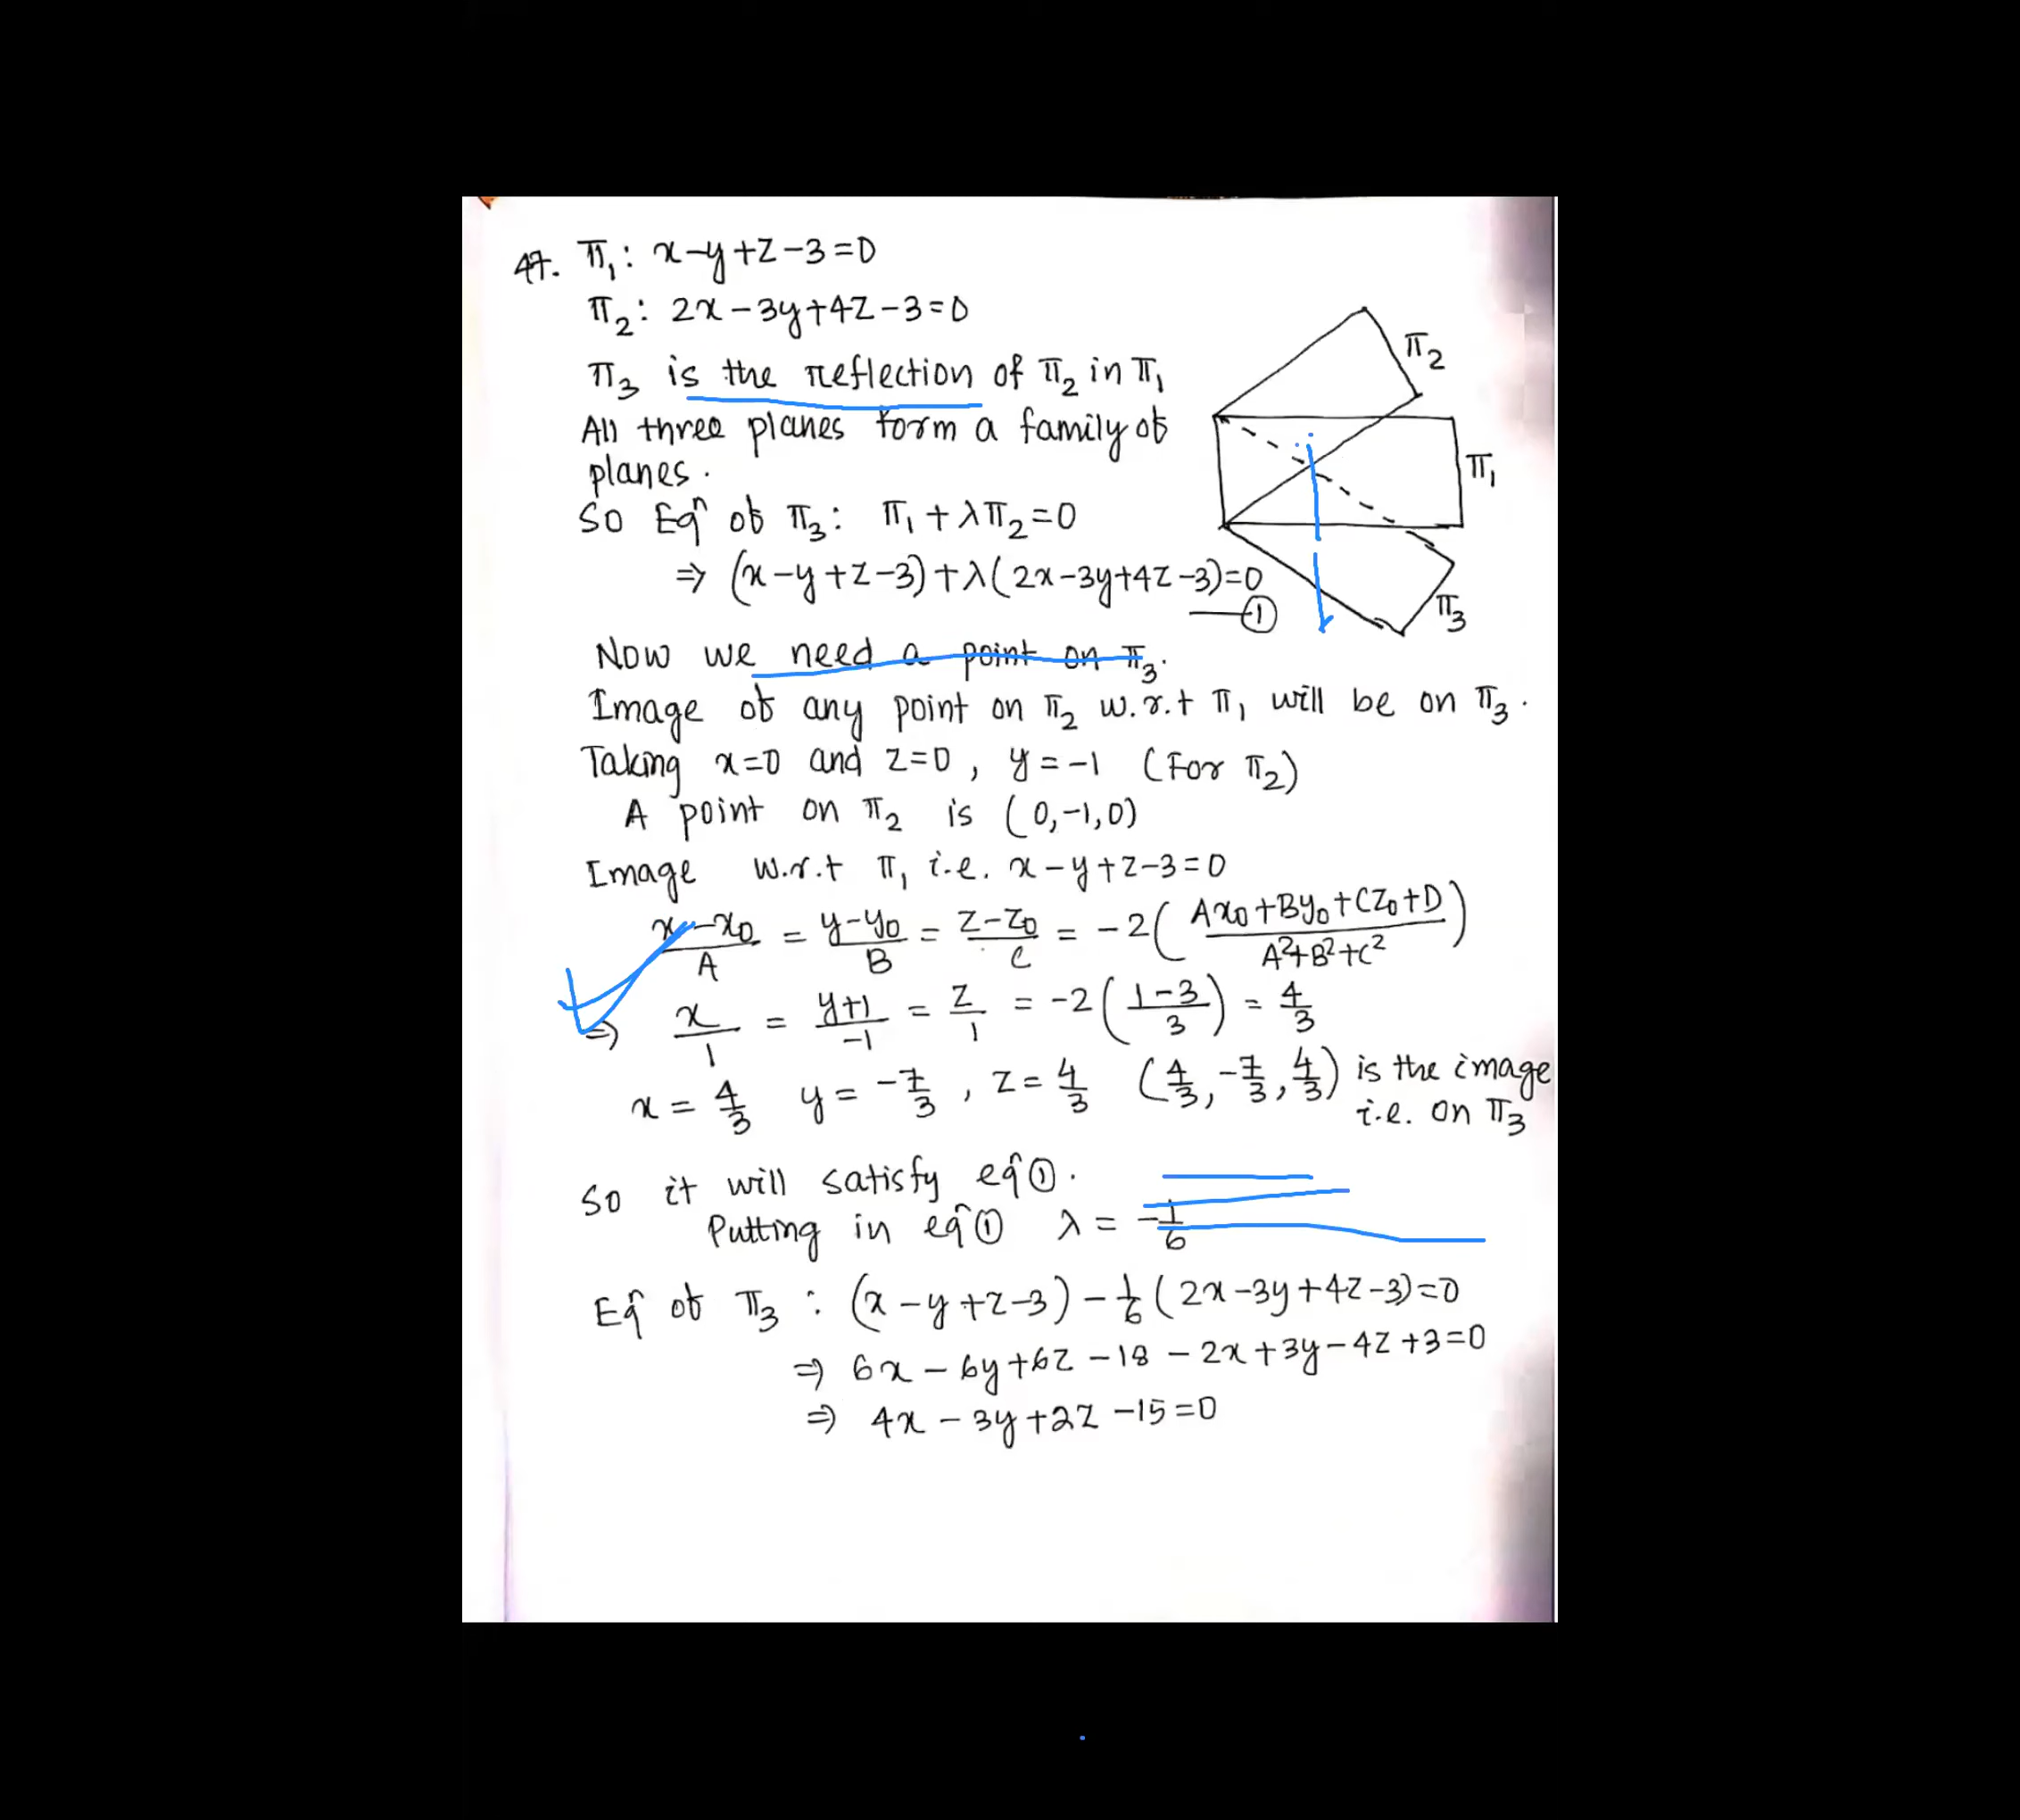 47. π₁: x-y+z-3=0
π₂: 2x-3y+4z-3=0
π₃ is the reflection of π₂ in π₁
All three planes form a family of
planes.
So Eqⁿ of π₃: π₁+λπ₂=0
⇒ (x-y+z-3)+λ(2x-3y+4z-3)=0
—①
π₂
π₁
π₃
Now we need a point on π₃.
Image of any point on π₂ w.r.t π₁ will be on π₃.
Taking x=0 and z=0, y=-1 (For π₂)
A point on π₂ is (0,-1,0)
Image w.r.t π₁ i.e. x-y+z-3=0
(x-x₀)/A = (y-y₀)/B = (z-z₀)/C = -2((Ax₀+By₀+Cz₀+D)/(A²+B²+C²))
⇒ x/1 = (y+1)/-1 = z/1 = -2((1-3)/3) = 4/3
x = 4/3 y = -7/3, z = 4/3 (4/3, -7/3, 4/3) is the image
i.e. on π₃
So it will satisfy eqⁿ①.
Putting in eqⁿ① λ = -1/6
Eqⁿ of π₃ : (x-y+z-3) - 1/6(2x-3y+4z-3)=0
⇒ 6x-6y+6z-18-2x+3y-4z+3=0
⇒ 4x-3y+2z-15=0